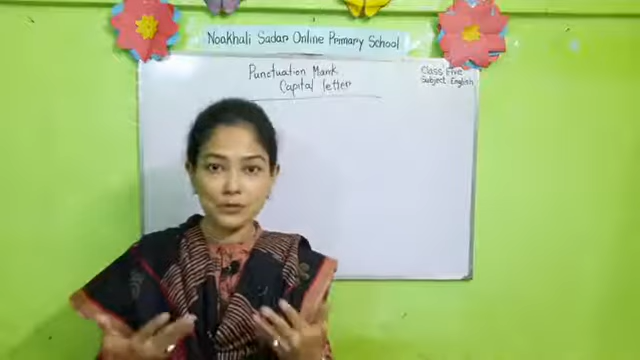 Noakhali Sadar Online Primary School
Punctuation Mark
Capital letter
Class Five
Subject: English